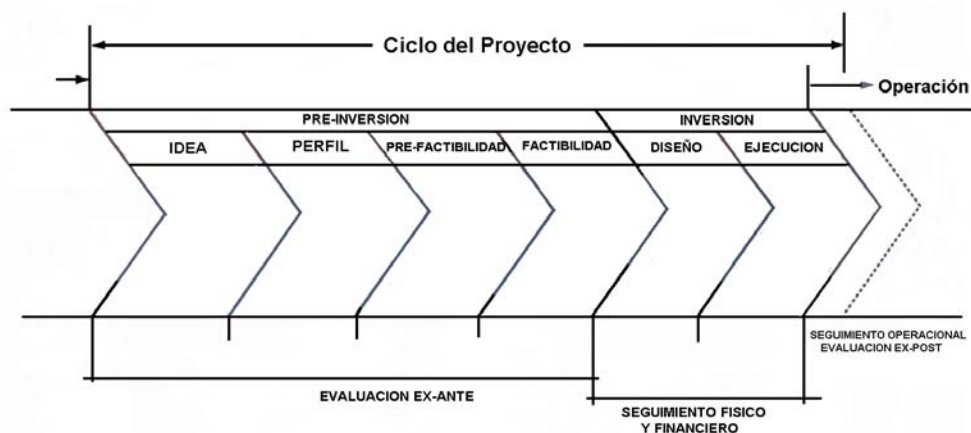 Ciclo del Proyecto
Operación
PRE-INVERSION
INVERSION
IDEA
PERFIL
PRE-FACTIBILIDAD
FACTIBILIDAD
DISEÑO
EJECUCION
SEGUIMIENTO OPERACIONAL
EVALUACION EX-POST
EVALUACION EX-ANTE
SEGUIMIENTO FISICO
Y FINANCIERO